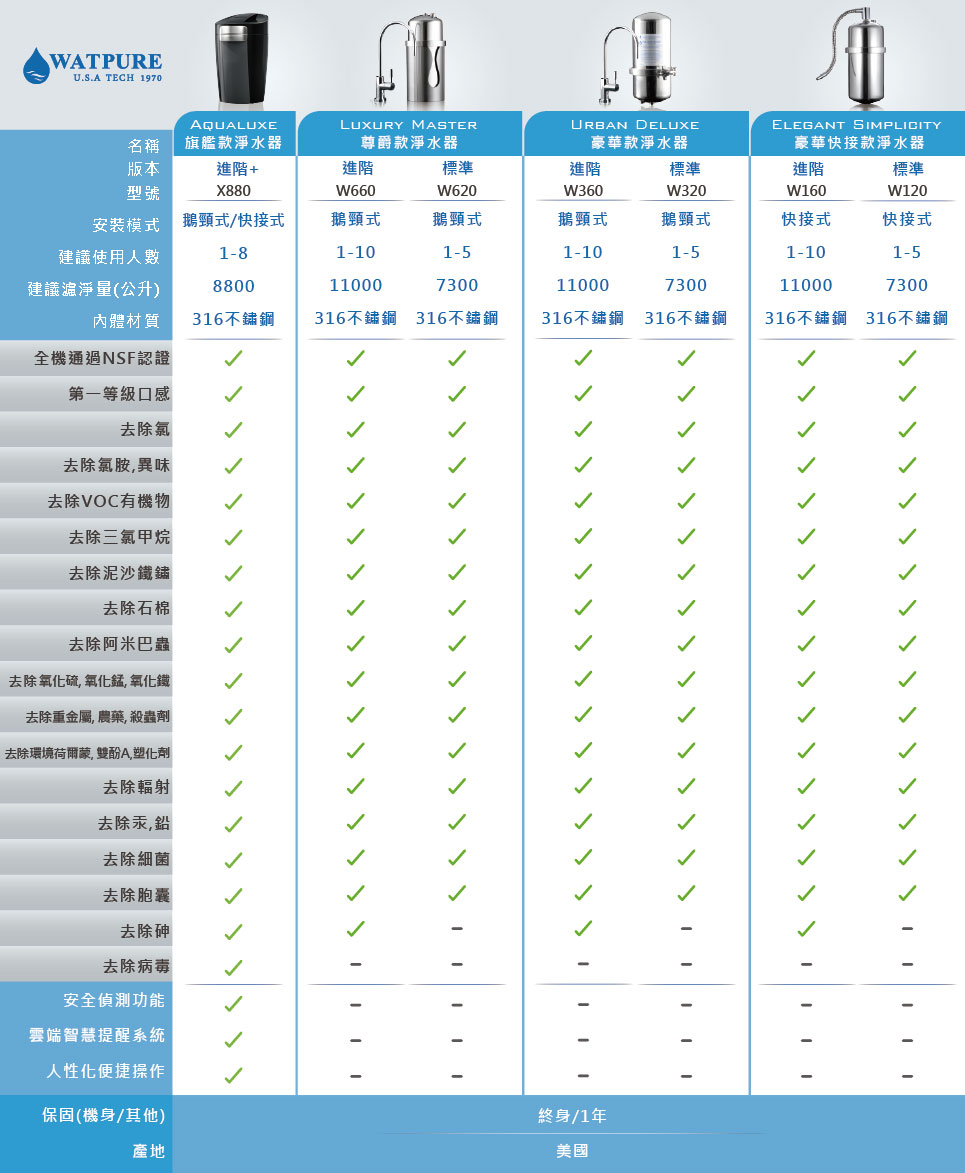 WATPURE
U.S.A TECH 1970
AQUALUXE LUXURY MASTER URBAN DELUXE ELEGANT SIMPLICITY
名稱 旗艦款淨水器 尊爵款淨水器 豪華款淨水器 豪華快接款淨水器
版本 進階+ 進階 標準 進階 標準 進階 標準
型號 X880 W660 W620 W360 W320 W160 W120
安裝模式 鵝頸式/快接式 鵝頸式 鵝頸式 鵝頸式 鵝頸式 快接式 快接式
建議使用人數 1-8 1-10 1-5 1-10 1-5 1-10 1-5
建議濾淨量(公升) 8800 11000 7300 11000 7300 11000 7300
內體材質 316不鏽鋼 316不鏽鋼 316不鏽鋼 316不鏽鋼 316不鏽鋼 316不鏽鋼 316不鏽鋼
全機通過NSF認證 ✓ ✓ ✓ ✓ ✓ ✓ ✓
第一等級口感 ✓ ✓ ✓ ✓ ✓ ✓ ✓
去除氯 ✓ ✓ ✓ ✓ ✓ ✓ ✓
去除氯胺,異味 ✓ ✓ ✓ ✓ ✓ ✓ ✓
去除VOC有機物 ✓ ✓ ✓ ✓ ✓ ✓ ✓
去除三氯甲烷 ✓ ✓ ✓ ✓ ✓ ✓ ✓
去除泥沙鐵鏽 ✓ ✓ ✓ ✓ ✓ ✓ ✓
去除石棉 ✓ ✓ ✓ ✓ ✓ ✓ ✓
去除阿米巴蟲 ✓ ✓ ✓ ✓ ✓ ✓ ✓
去除氧化硫,氧化錳,氧化鐵 ✓ ✓ ✓ ✓ ✓ ✓ ✓
去除重金屬,農藥,殺蟲劑 ✓ ✓ ✓ ✓ ✓ ✓ ✓
去除環境荷爾蒙,雙酚A,塑化劑 ✓ ✓ ✓ ✓ ✓ ✓ ✓
去除輻射 ✓ ✓ ✓ ✓ ✓ ✓ ✓
去除汞,鉛 ✓ ✓ ✓ ✓ ✓ ✓ ✓
去除細菌 ✓ ✓ ✓ ✓ ✓ ✓ ✓
去除胞囊 ✓ ✓ ✓ ✓ ✓ ✓ ✓
去除砷 ✓ ✓ – ✓ – ✓ –
去除病毒 ✓ – – – – – –
安全偵測功能 ✓ – – – – – –
雲端智慧提醒系統 ✓ – – – – – –
人性化便捷操作 ✓ – – – – – –
保固(機身/其他) 終身/1年
產地 美國